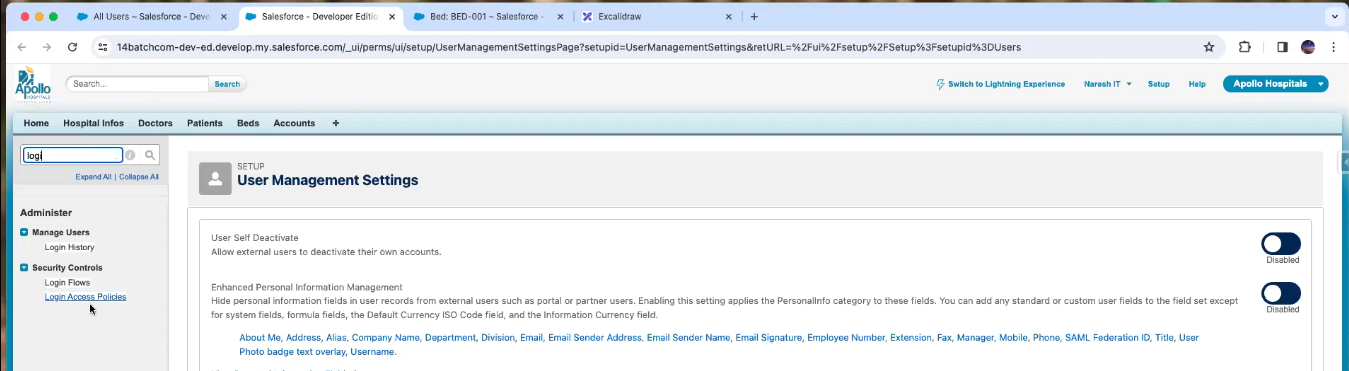 All Users ~ Salesforce - Deve
Salesforce - Developer Editio
Bed: BED-001 ~ Salesforce -
Excalidraw
14batchcom-dev-ed.develop.my.salesforce.com/_ui/perms/ui/setup/UserManagementSettingsPage?setupid=UserManagementSettings&retURL=%2Fui%2Fsetup%2FSetup%3Fsetupid%3DUsers
Apollo
Search...
Search
Switch to Lightning Experience
Naresh IT
Setup
Help
Apollo Hospitals
Home Hospital Infos Doctors Patients Beds Accounts +
logi
Expand All | Collapse All
Administer
Manage Users
Login History
Security Controls
Login Flows
Login Access Policies
SETUP
User Management Settings
User Self Deactivate
Allow external users to deactivate their own accounts.
Disabled
Enhanced Personal Information Management
Hide personal information fields in user records from external users such as portal or partner users. Enabling this setting applies the PersonalInfo category to these fields. You can add any standard or custom user fields to the field set except
for system fields, formula fields, the Default Currency ISO Code field, and the Information Currency field.
Disabled
About Me, Address, Alias, Company Name, Department, Division, Email, Email Sender Address, Email Sender Name, Email Signature, Employee Number, Extension, Fax, Manager, Mobile, Phone, SAML Federation ID, Title, User
Photo badge text overlay, Username.